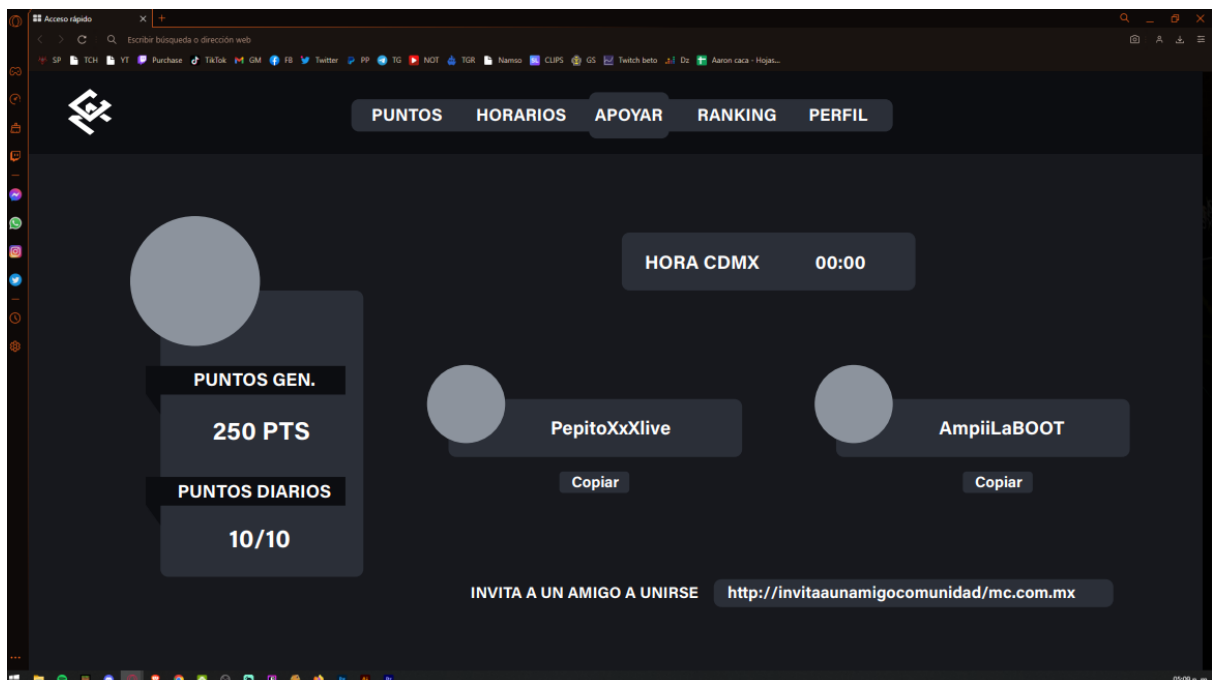 Acceso rápido
Escribir búsqueda o dirección web
SP TCH YT Purchase TikTok GM FB Twitter PP TG NOT TGR Namso CLIPS GS Twitch beto Dz Aaron caca - Hojas...
PUNTOS HORARIOS APOYAR RANKING PERFIL
HORA CDMX 00:00
PUNTOS GEN.
250 PTS
PepitoXxXlive
AmpiiLaBOOT
Copiar
Copiar
PUNTOS DIARIOS
10/10
INVITA A UN AMIGO A UNIRSE http://invitaaunamigocomunidad/mc.com.mx